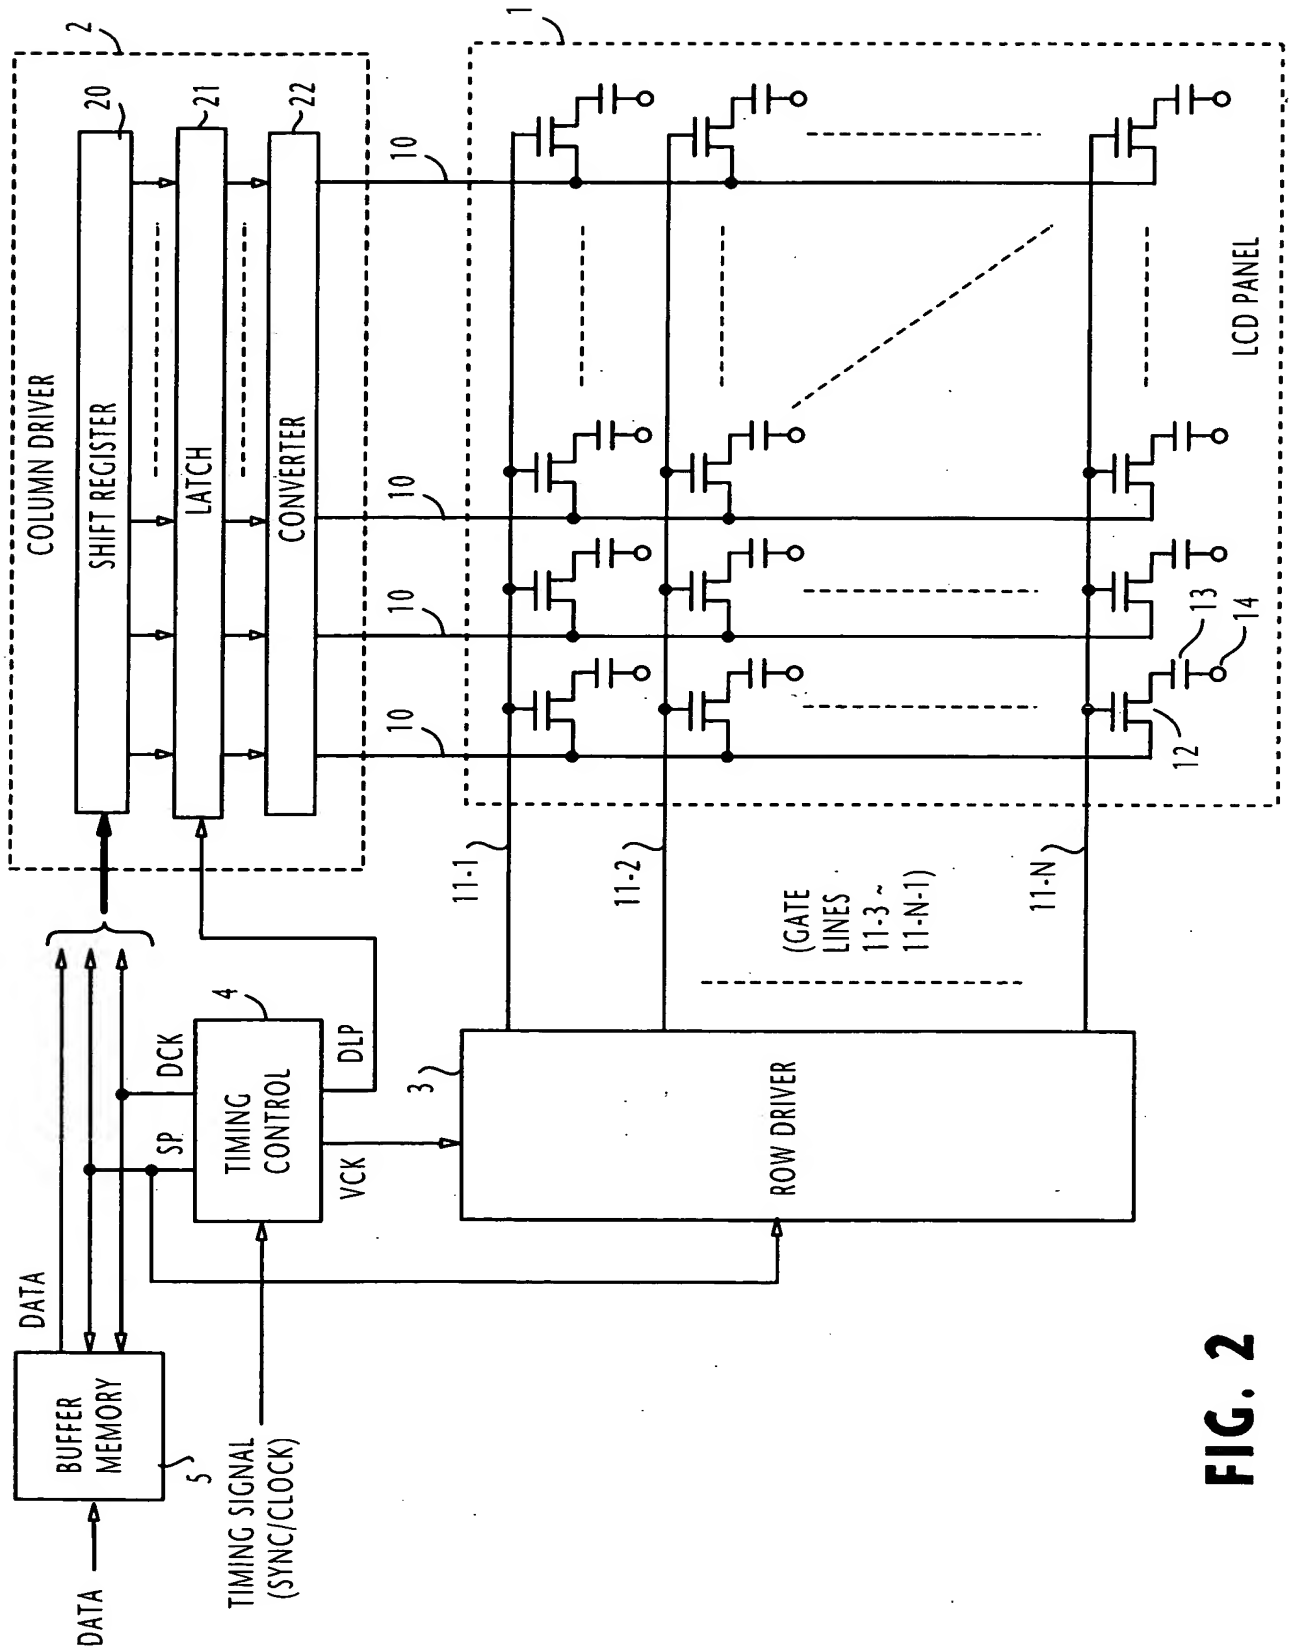 DATA
BUFFER
MEMORY
5
DATA
TIMING SIGNAL
(SYNC/CLOCK)
SP
DCK
TIMING
CONTROL
4
VCK
DLP
COLUMN DRIVER
2
SHIFT REGISTER
20
LATCH
21
CONVERTER
22
10
10
10
10
ROW DRIVER
3
11-1
11-2
(GATE
LINES
11-3 ~
11-N-1)
11-N
1
12
13
14
LCD PANEL
FIG. 2